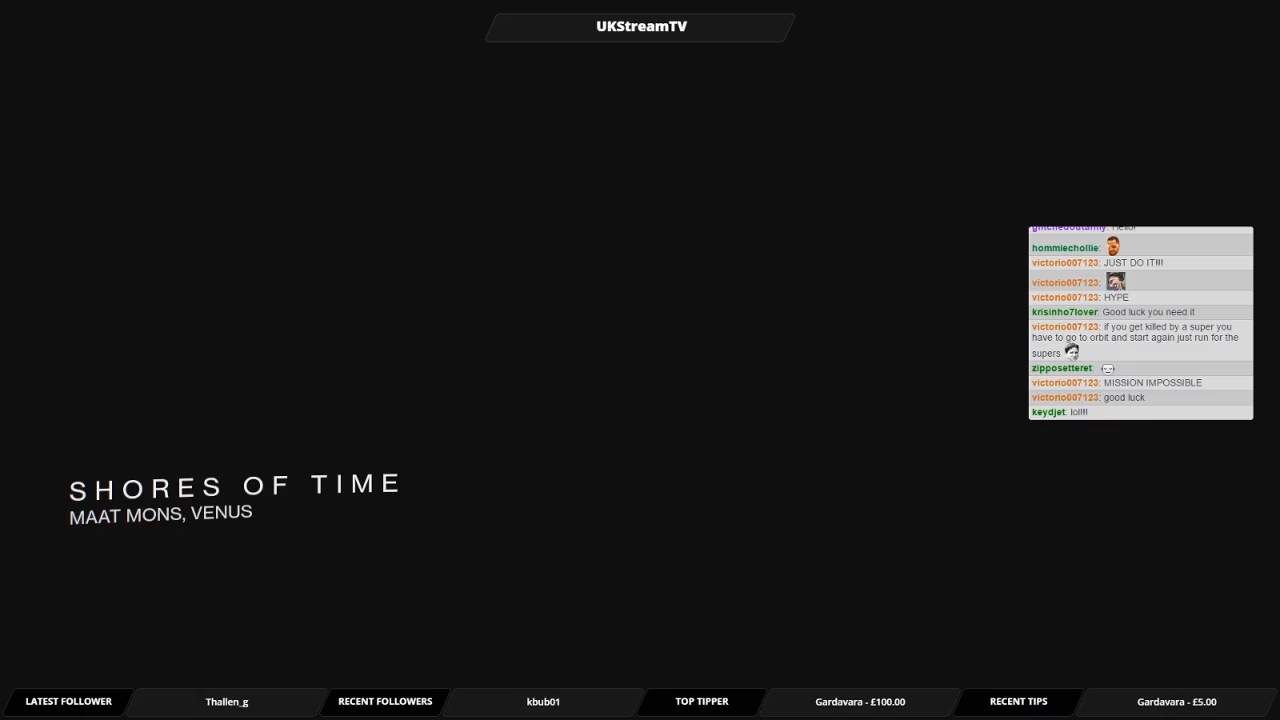 UKStreamTV
glitchedoutarmy: Hello!
hommiechollie:
victorio007123: JUST DO IT!!!
victorio007123:
victorio007123: HYPE
krisinho7lover: Good luck you need it
victorio007123: if you get killed by a super you
have to go to orbit and start again just run for the
supers
zipposetteret:
victorio007123: MISSION IMPOSSIBLE
victorio007123: good luck
keydjet: lol!!!
SHORES OF TIME
MAAT MONS, VENUS
LATEST FOLLOWER Thallen_g RECENT FOLLOWERS kbub01 TOP TIPPER Gardavara - £100.00 RECENT TIPS Gardavara - £5.00